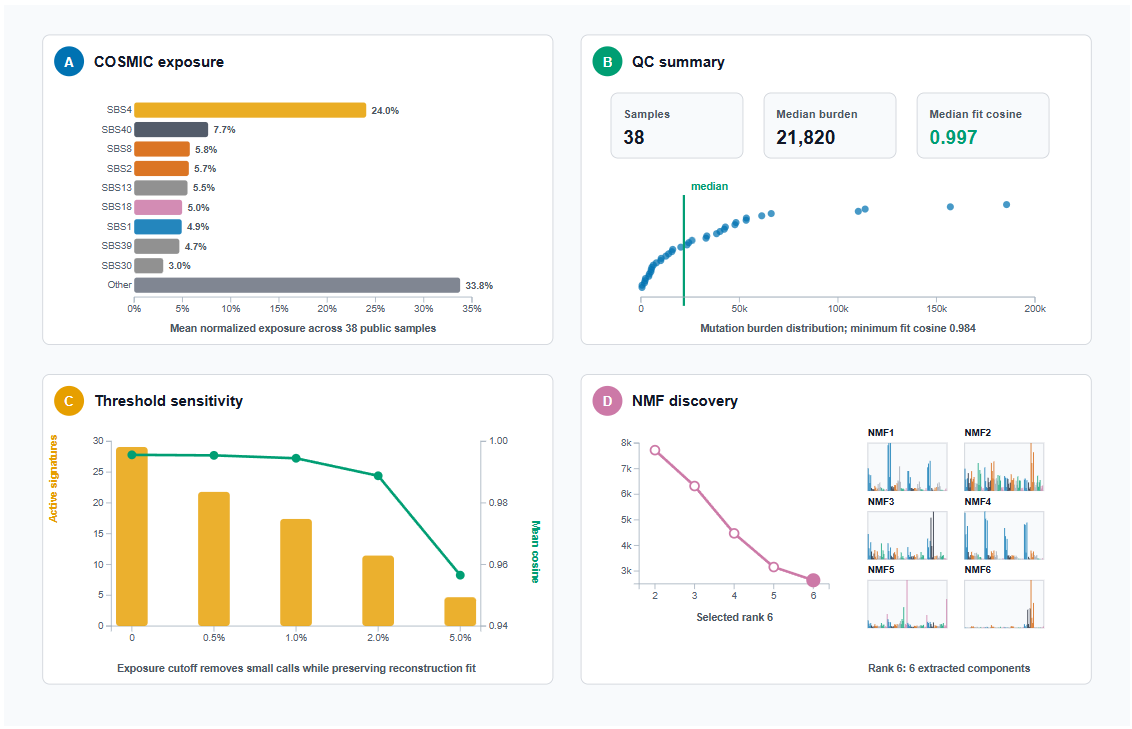 A COSMIC exposure
SBS4 24.0%
SBS40 7.7%
SBS8 5.8%
SBS2 5.7%
SBS13 5.5%
SBS18 5.0%
SBS1 4.9%
SBS39 4.7%
SBS30 3.0%
Other 33.8%
0% 5% 10% 15% 20% 25% 30% 35%
Mean normalized exposure across 38 public samples
B QC summary
Samples
38
Median burden
21,820
Median fit cosine
0.997
median
0 50k 100k 150k 200k
Mutation burden distribution; minimum fit cosine 0.984
C Threshold sensitivity
Active signatures
30
25
20
15
10
5
0
1.00
0.98
0.96
0.94
Mean cosine
0 0.5% 1.0% 2.0% 5.0%
Exposure cutoff removes small calls while preserving reconstruction fit
D NMF discovery
8k
7k
6k
5k
4k
3k
2 3 4 5 6
Selected rank 6
NMF1 NMF2
NMF3 NMF4
NMF5 NMF6
Rank 6: 6 extracted components